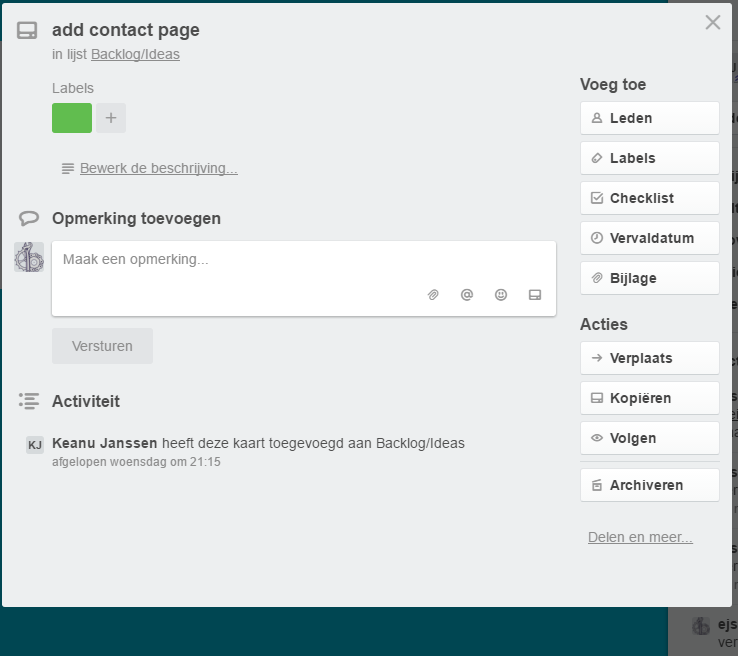 add contact page
in lijst Backlog/Ideas
Labels
+
Bewerk de beschrijving...
Opmerking toevoegen
Maak een opmerking...
Versturen
Activiteit
KJ Keanu Janssen heeft deze kaart toegevoegd aan Backlog/Ideas
afgelopen woensdag om 21:15
Voeg toe
Leden
Labels
Checklist
Vervaldatum
Bijlage
Acties
Verplaats
Kopiëren
Volgen
Archiveren
Delen en meer...
ejs
ver